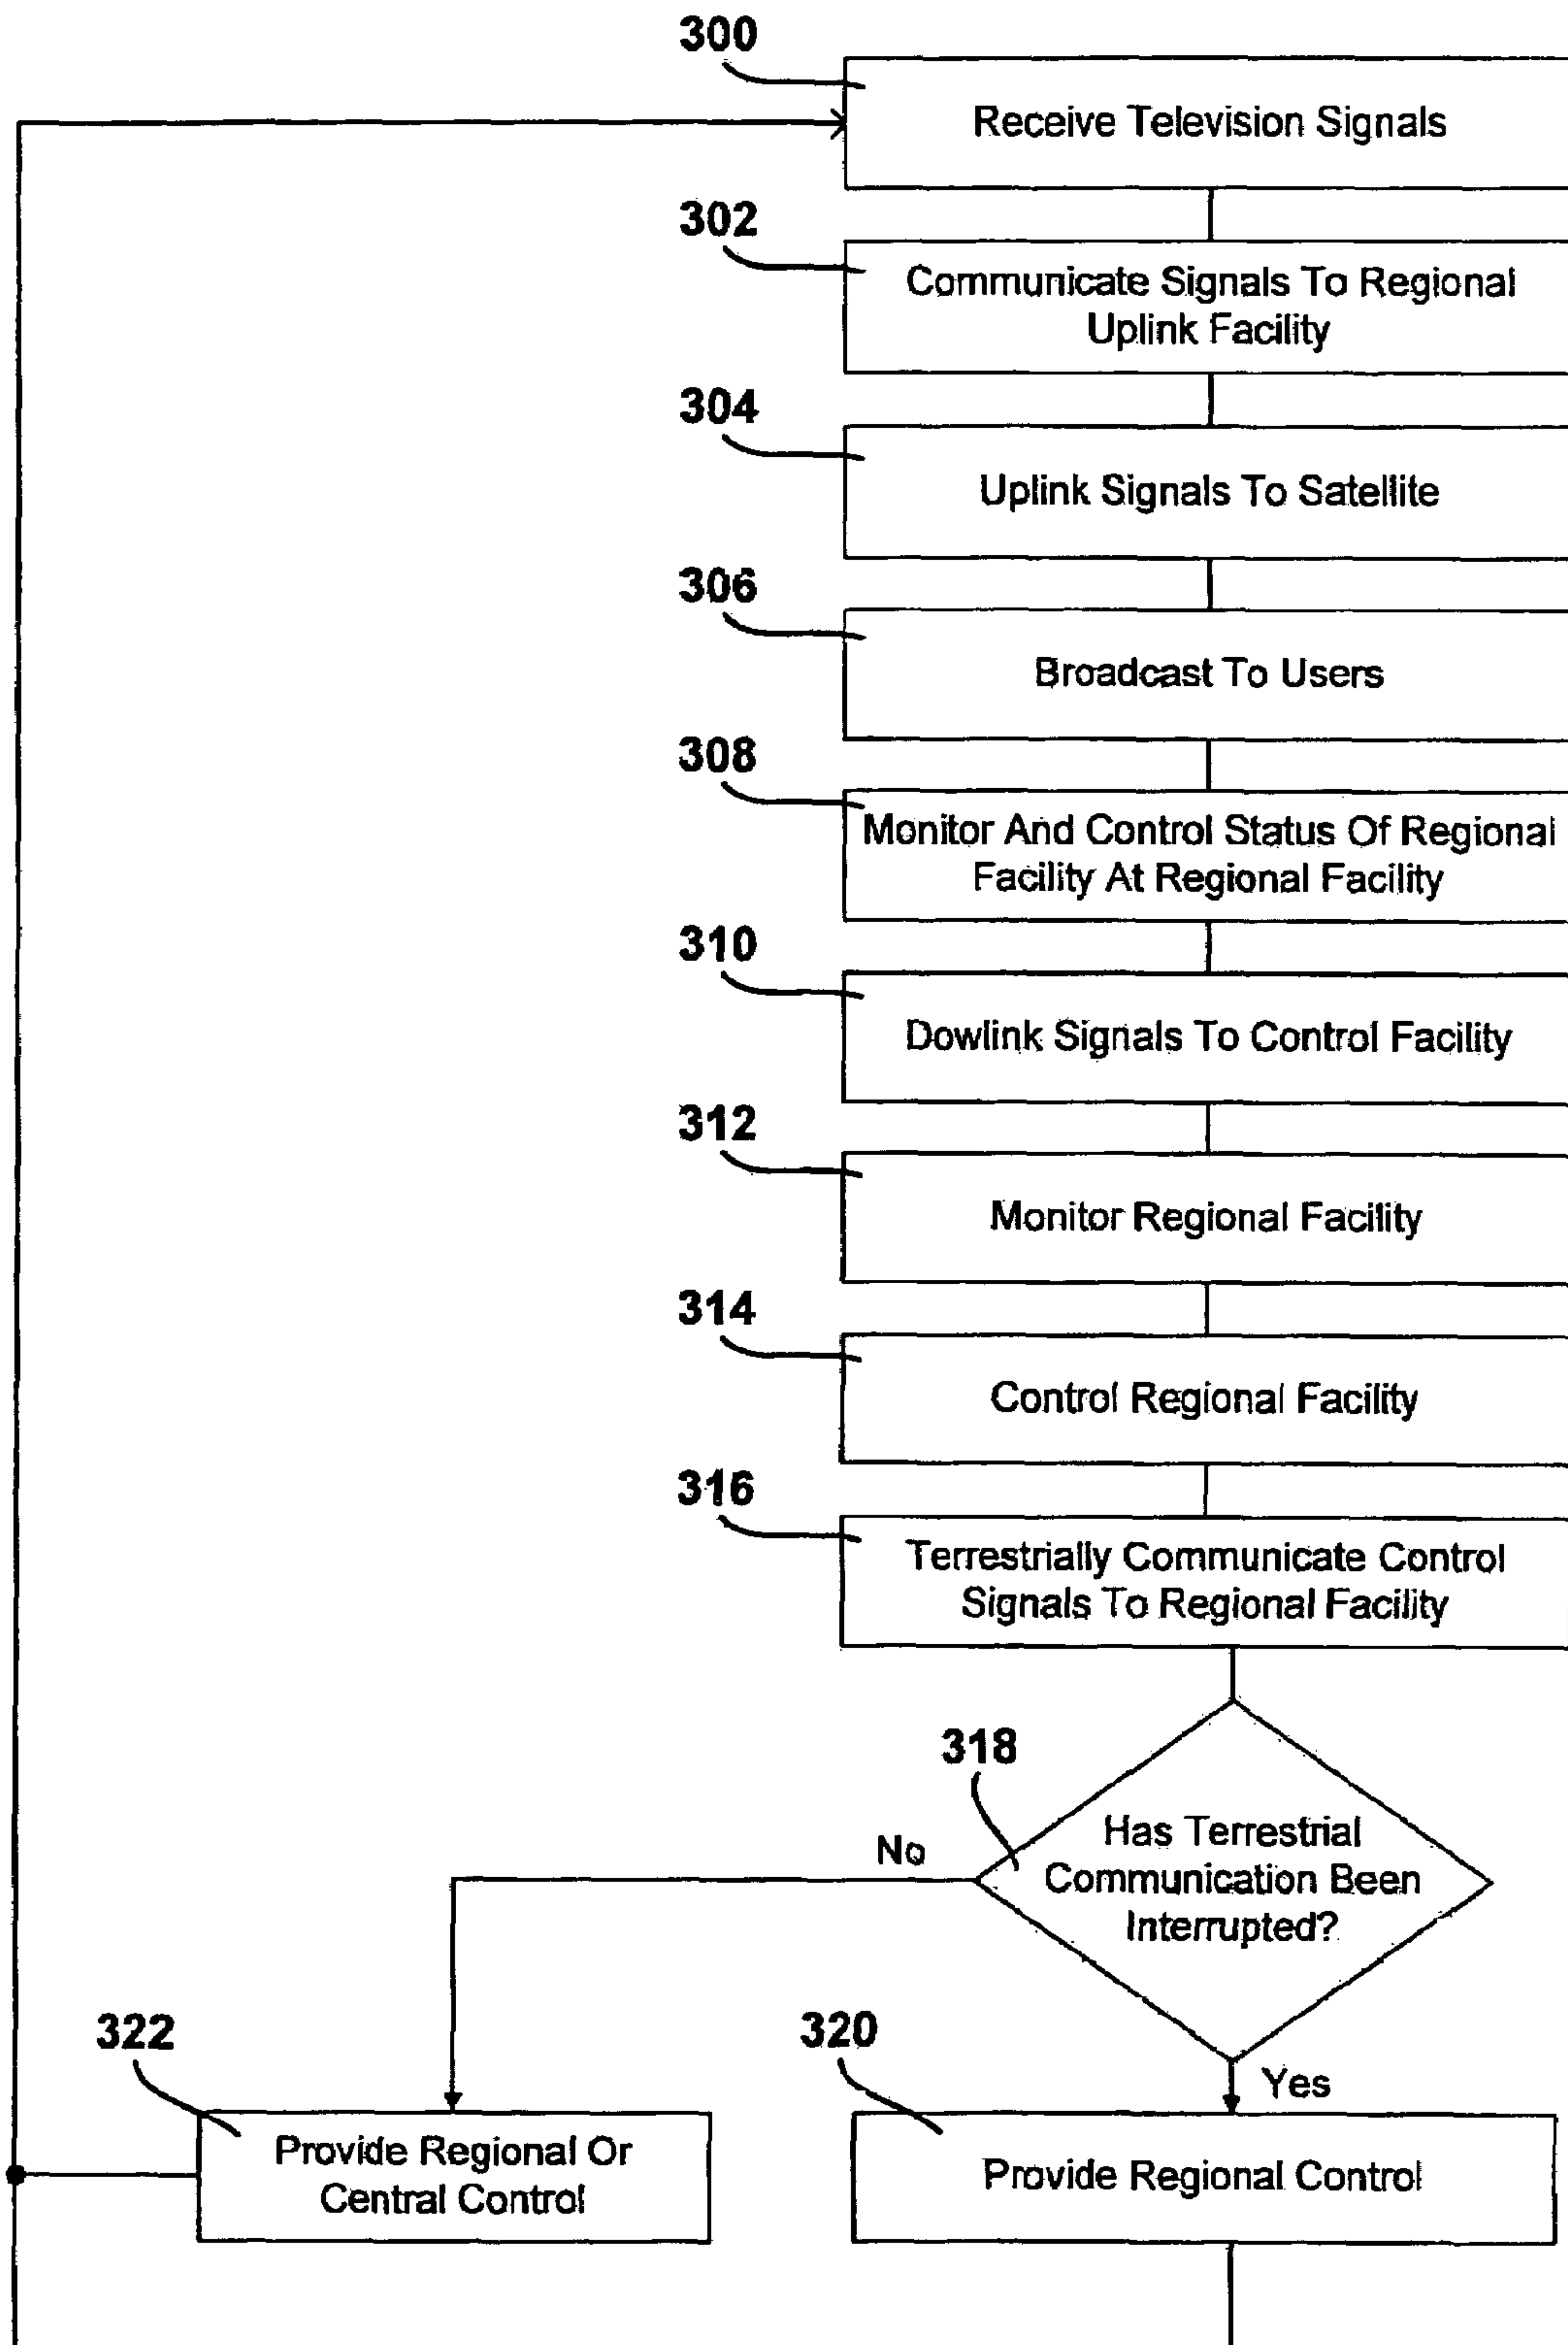 300
Receive Television Signals
302
Communicate Signals To Regional
Uplink Facility
304
Uplink Signals To Satellite
306
Broadcast To Users
308
Monitor And Control Status Of Regional
Facility At Regional Facility
310
Dowlink Signals To Control Facility
312
Monitor Regional Facility
314
Control Regional Facility
316
Terrestrially Communicate Control
Signals To Regional Facility
318
Has Terrestrial
Communication Been
Interrupted?
No
Yes
322
Provide Regional Or
Central Control
320
Provide Regional Control